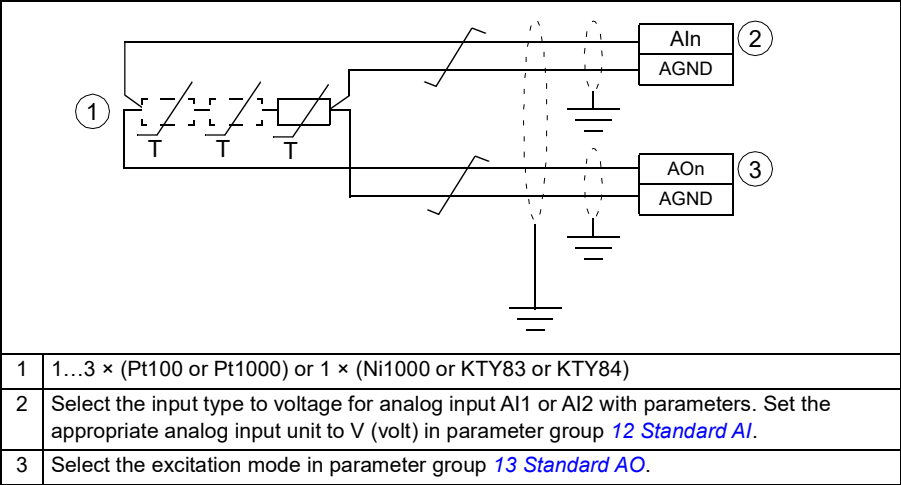 AIn
2
AGND
1
T
T
T
AOn
3
AGND
1 1…3 × (Pt100 or Pt1000) or 1 × (Ni1000 or KTY83 or KTY84)
2 Select the input type to voltage for analog input AI1 or AI2 with parameters. Set the
appropriate analog input unit to V (volt) in parameter group 12 Standard AI.
3 Select the excitation mode in parameter group 13 Standard AO.